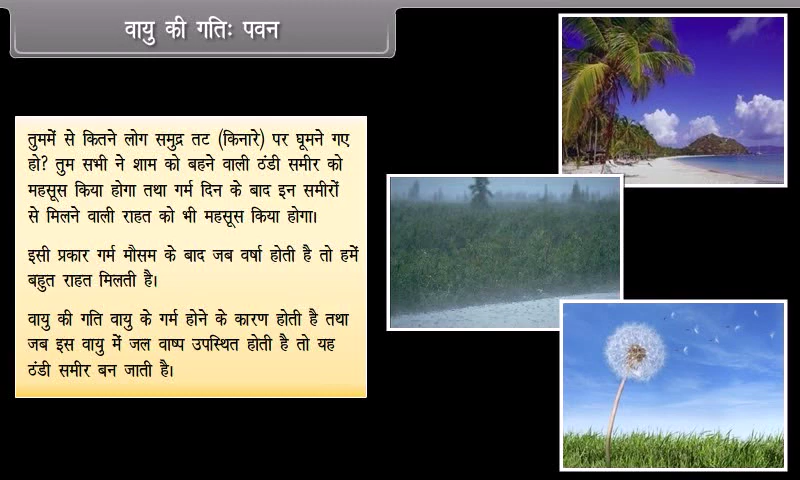 वायु की गतिः पवन
तुममें से कितने लोग समुद्र तट (किनारे) पर घूमने गए
हो? तुम सभी ने शाम को बहने वाली ठंडी समीर को
महसूस किया होगा तथा गर्म दिन के बाद इन समीरों
से मिलने वाली राहत को भी महसूस किया होगा।
इसी प्रकार गर्म मौसम के बाद जब वर्षा होती है तो हमें
बहुत राहत मिलती है।
वायु की गति वायु के गर्म होने के कारण होती है तथा
जब इस वायु में जल वाष्प उपस्थित होती है तो यह
ठंडी समीर बन जाती है।